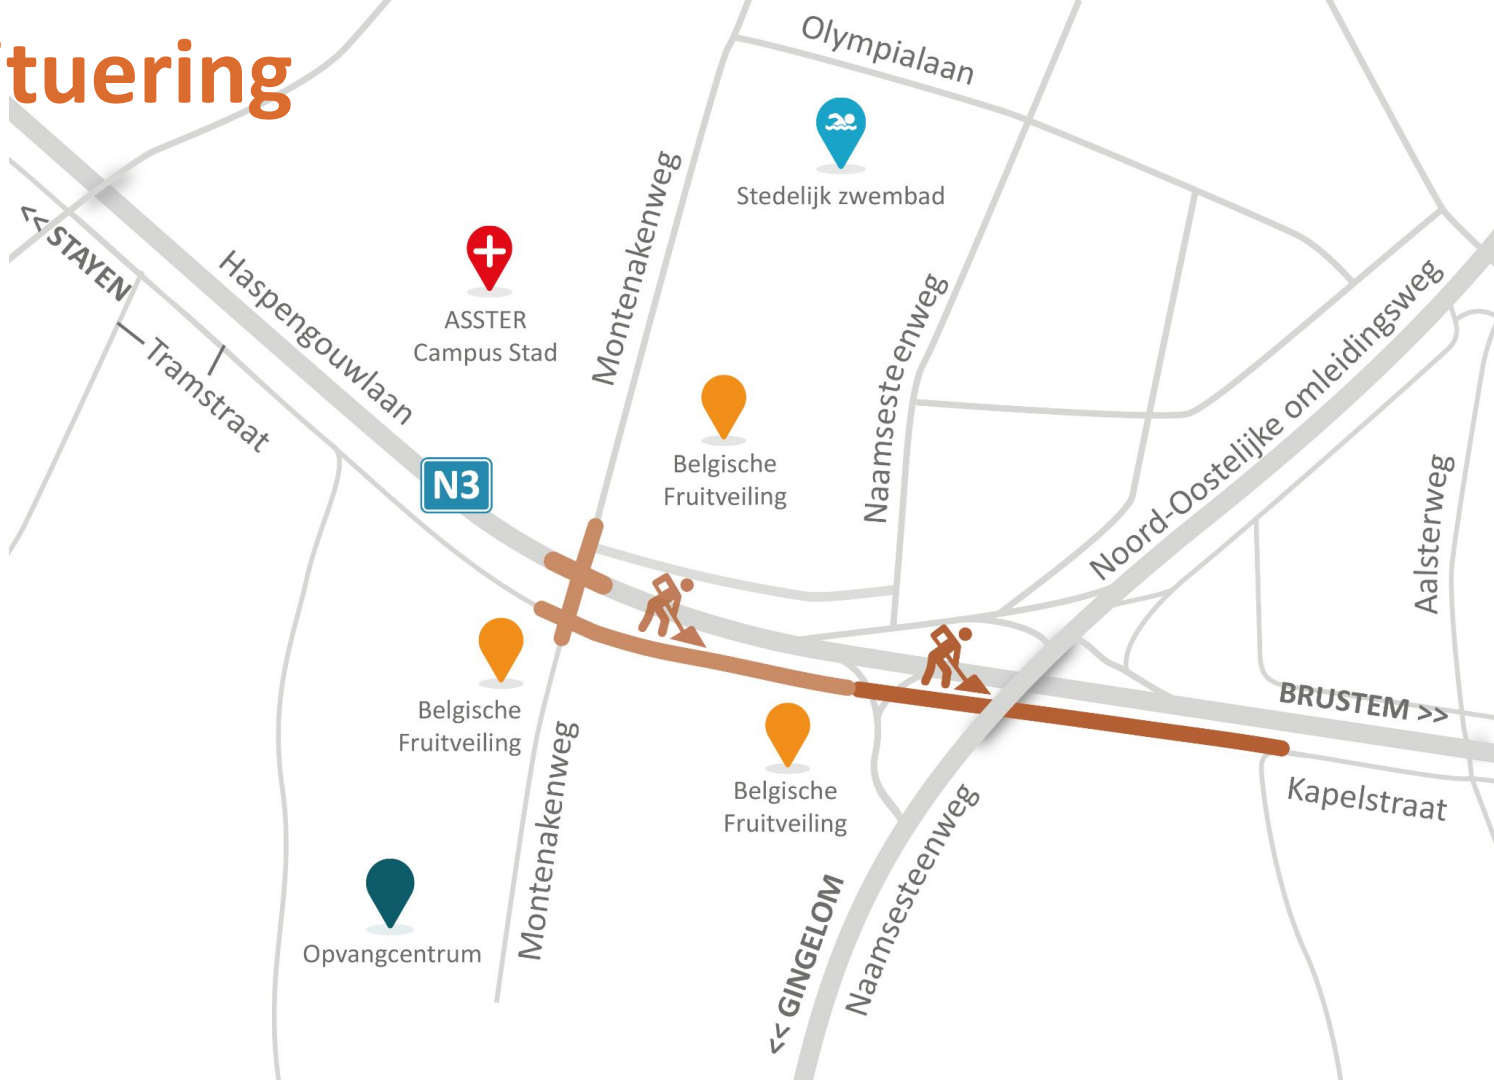 ituering
Olympialaan
Stedelijk zwembad
Montenakenweg
<< STAYEN
Haspengouwlaan
ASSTER
Campus Stad
Tramstraat
Naamsesteenweg
Noord-Oostelijke omleidingsweg
Belgische
Fruitveiling
N3
Aalsterweg
Belgische
Fruitveiling
BRUSTEM >>
Montenakenweg
Belgische
Fruitveiling
Kapelstraat
Naamsesteenweg
<< GINGELOM
Opvangcentrum